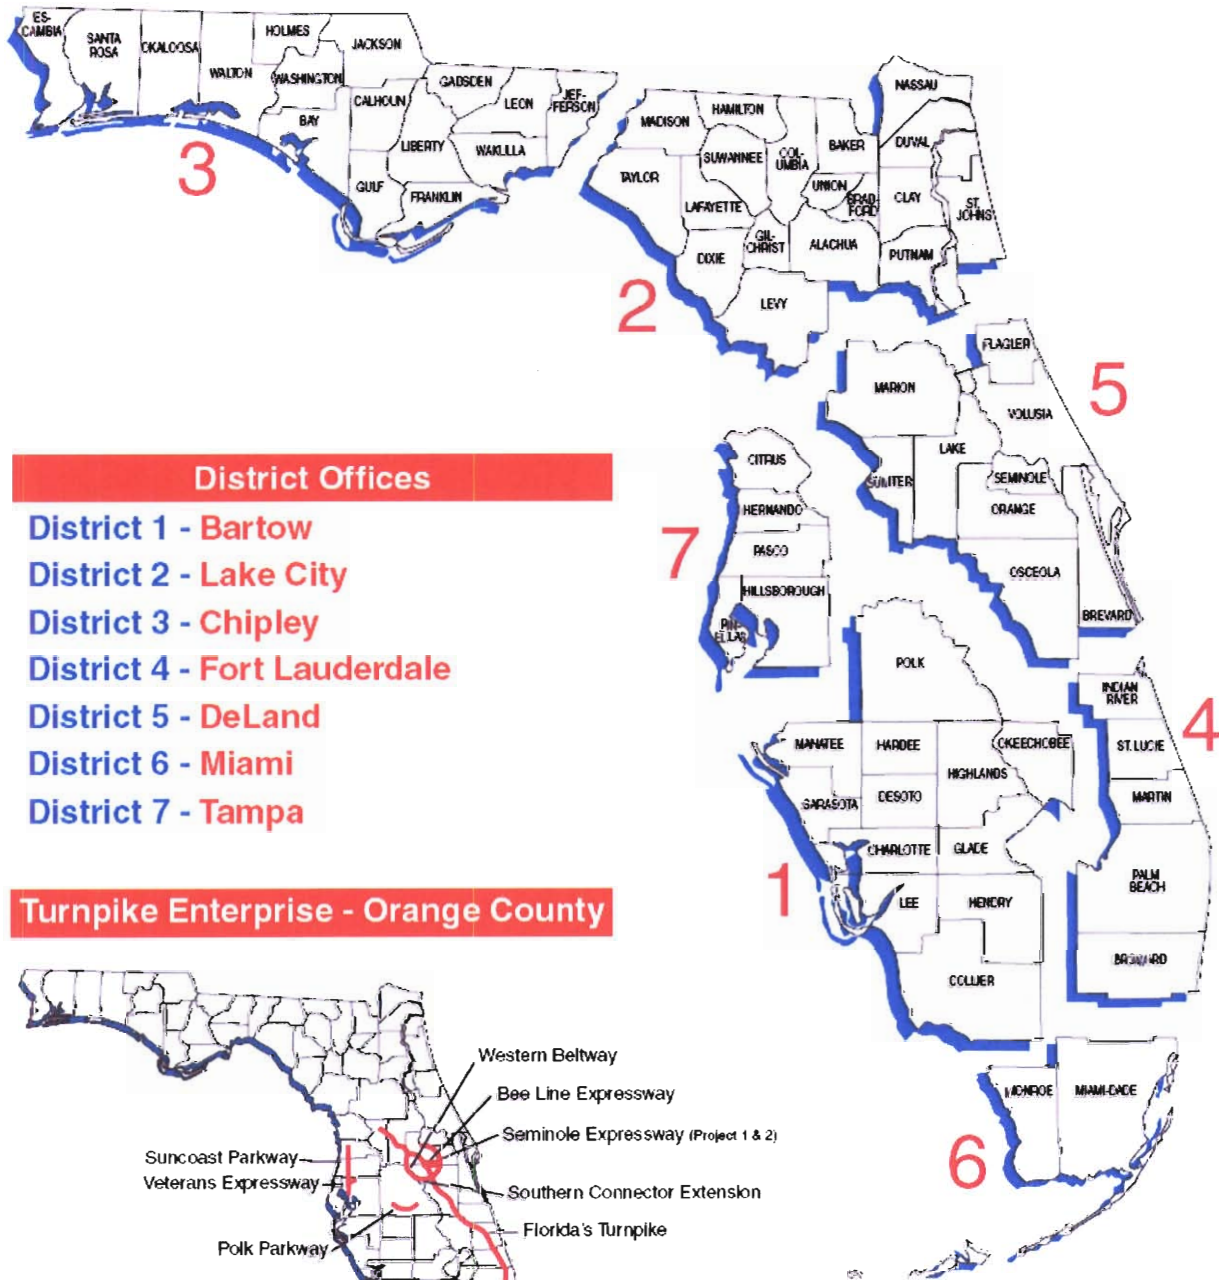 ES-
CAMBIA
SANTA
ROSA
OKALOOSA
WALTON
HOLMES
WASHINGTON
JACKSON
BAY
CALHOUN
GULF
GADSDEN
LIBERTY
FRANKLIN
LEON
WAKULLA
JEF-
FERSON
3
MADISON
TAYLOR
HAMILTON
SUWANNEE
LAFAYETTE
DIXIE
COL-
UMBIA
GIL-
CHRIST
LEVY
BAKER
UNION
BRAD-
FORD
ALACHUA
NASSAU
DUVAL
CLAY
PUTNAM
ST.
JOHNS
2
FLAGLER
MARION
VOLUSIA
LAKE
SUMTER
SEMINOLE
ORANGE
OSCEOLA
BREVARD
5
CITRUS
HERNANDO
PASCO
HILLSBOROUGH
PIN-
ELLAS
7
District Offices
District 1 - Bartow
District 2 - Lake City
District 3 - Chipley
District 4 - Fort Lauderdale
District 5 - DeLand
District 6 - Miami
District 7 - Tampa
POLK
MANATEE
HARDEE
OKEECHOBEE
HIGHLANDS
SARASOTA
DESOTO
CHARLOTTE
GLADE
LEE
HENDRY
COLLIER
1
INDIAN
RIVER
ST. LUCIE
MARTIN
PALM
BEACH
BROWARD
4
MONROE
MIAMI-DADE
6
Turnpike Enterprise - Orange County
Western Beltway
Bee Line Expressway
Seminole Expressway (Project 1 & 2)
Suncoast Parkway
Veterans Expressway
Southern Connector Extension
Florida's Turnpike
Polk Parkway